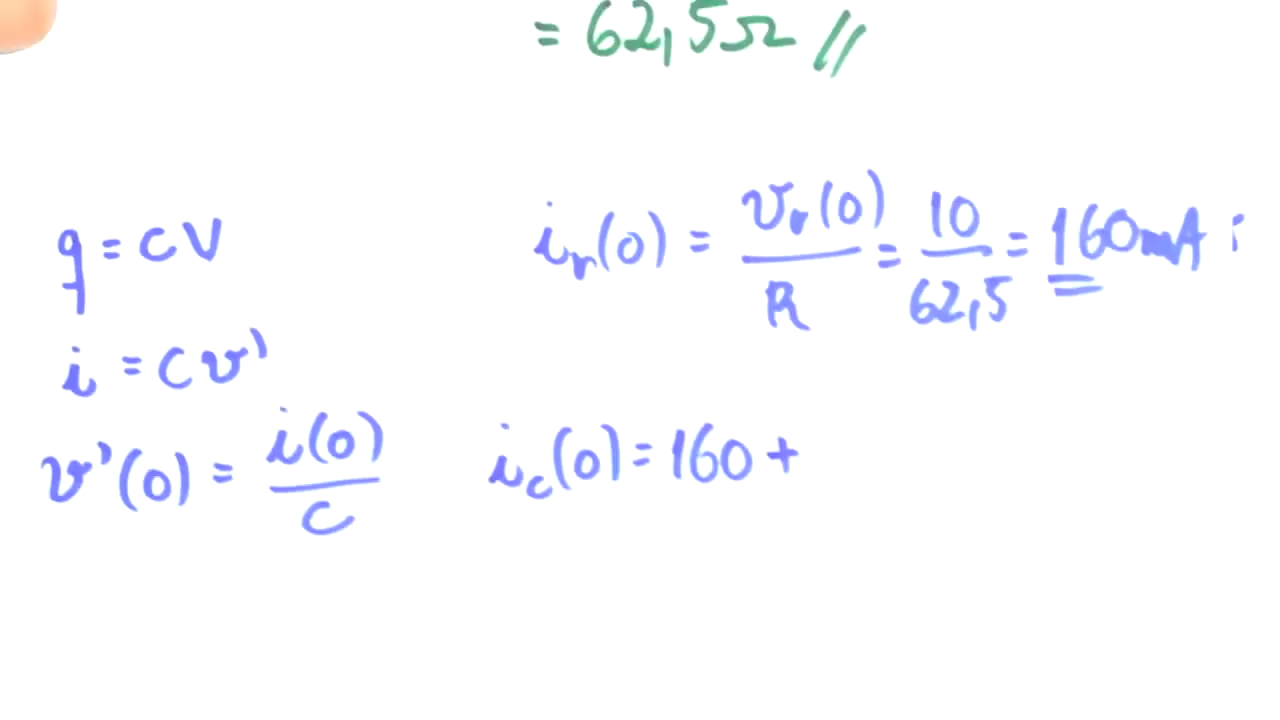 = 62,5Ω //
q = CV
i_r(0) = v_r(0)/R = 10/62,5 = 160mA i
i = Cv'
v'(0) = i(0)/C
i_c(0) = 160 +